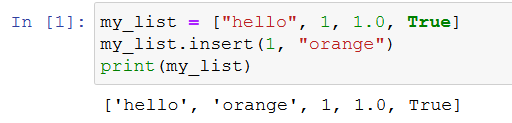 In [1]: my_list = ["hello", 1, 1.0, True]
my_list.insert(1, "orange")
print(my_list)
['hello', 'orange', 1, 1.0, True]